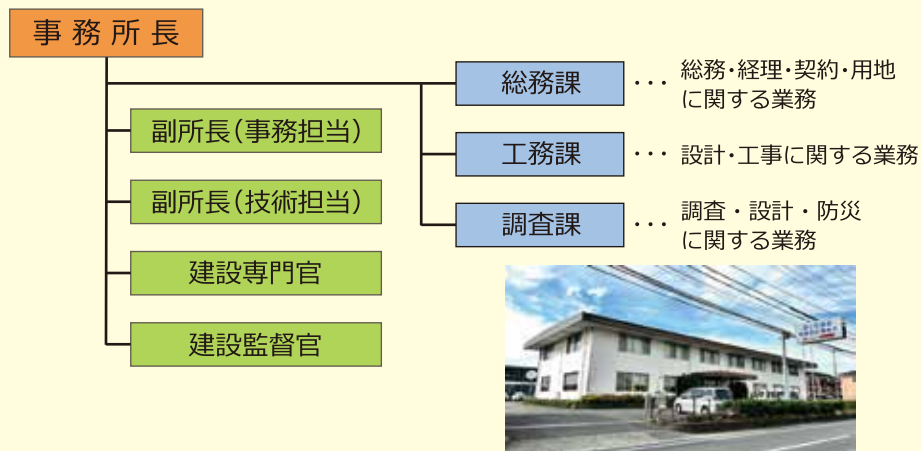 事務所長
総務課 ･･･ 総務・経理・契約・用地
に関する業務
副所長（事務担当）
工務課 ･･･ 設計・工事に関する業務
副所長（技術担当）
調査課 ･･･ 調査・設計・防災
に関する業務
建設専門官
建設監督官